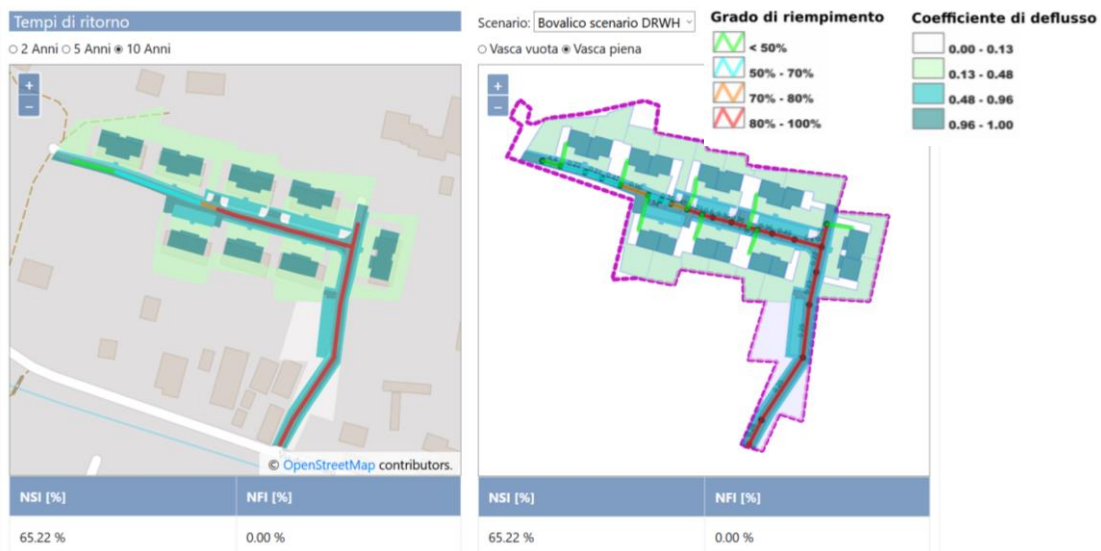 Tempi di ritorno
2 Anni 5 Anni 10 Anni
+
−
© OpenStreetMap contributors.
NSI [%] NFI [%]
65.22 % 0.00 %
Scenario: Bovalico scenario DRWH
Vasca vuota Vasca piena
+
−
NSI [%] NFI [%]
65.22 % 0.00 %
Grado di riempimento
< 50%
50% - 70%
70% - 80%
80% - 100%
Coefficiente di deflusso
0.00 - 0.13
0.13 - 0.48
0.48 - 0.96
0.96 - 1.00